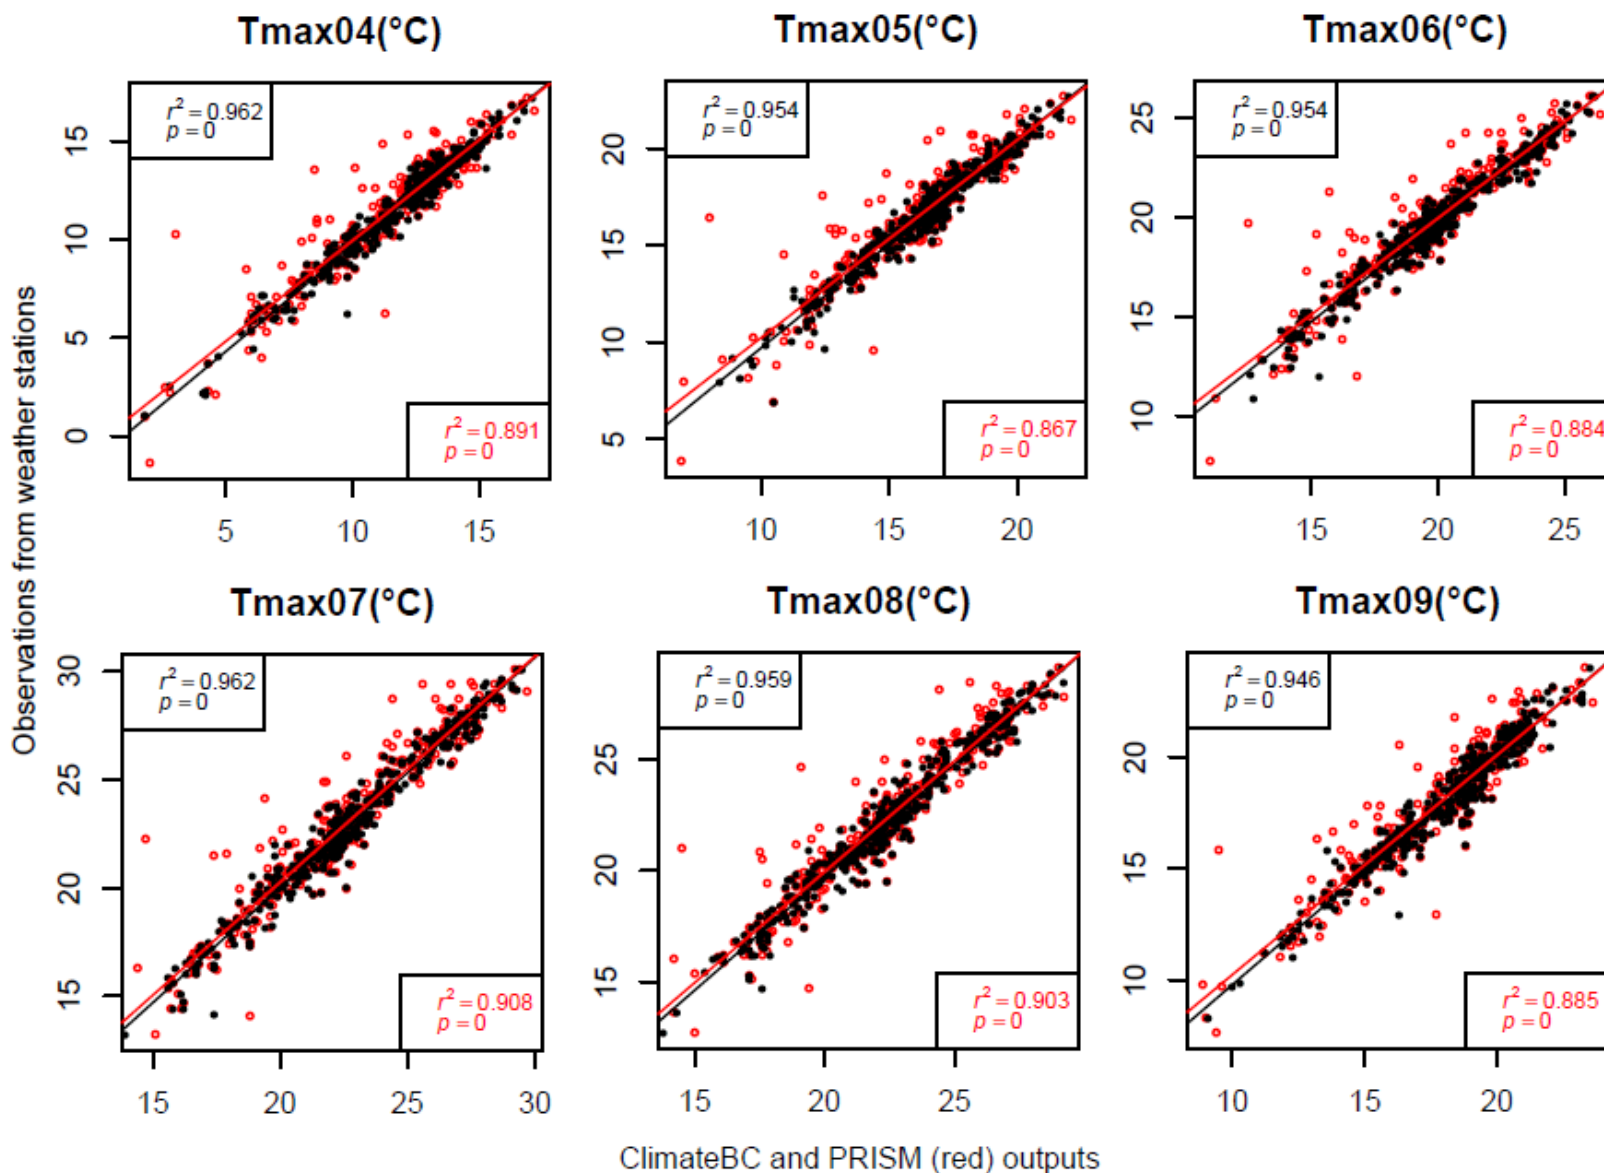 Tmax04(°C)
Tmax05(°C)
Tmax06(°C)
r² = 0.962
p = 0
r² = 0.954
p = 0
r² = 0.954
p = 0
r² = 0.891
p = 0
r² = 0.867
p = 0
r² = 0.884
p = 0
0 5 10 15
5 10 15 20
10 15 20 25
5 10 15
10 15 20
15 20 25
Observations from weather stations
Tmax07(°C)
Tmax08(°C)
Tmax09(°C)
r² = 0.962
p = 0
r² = 0.959
p = 0
r² = 0.946
p = 0
r² = 0.908
p = 0
r² = 0.903
p = 0
r² = 0.885
p = 0
15 20 25 30
15 20 25
10 15 20
15 20 25 30
15 20 25
10 15 20
ClimateBC and PRISM (red) outputs